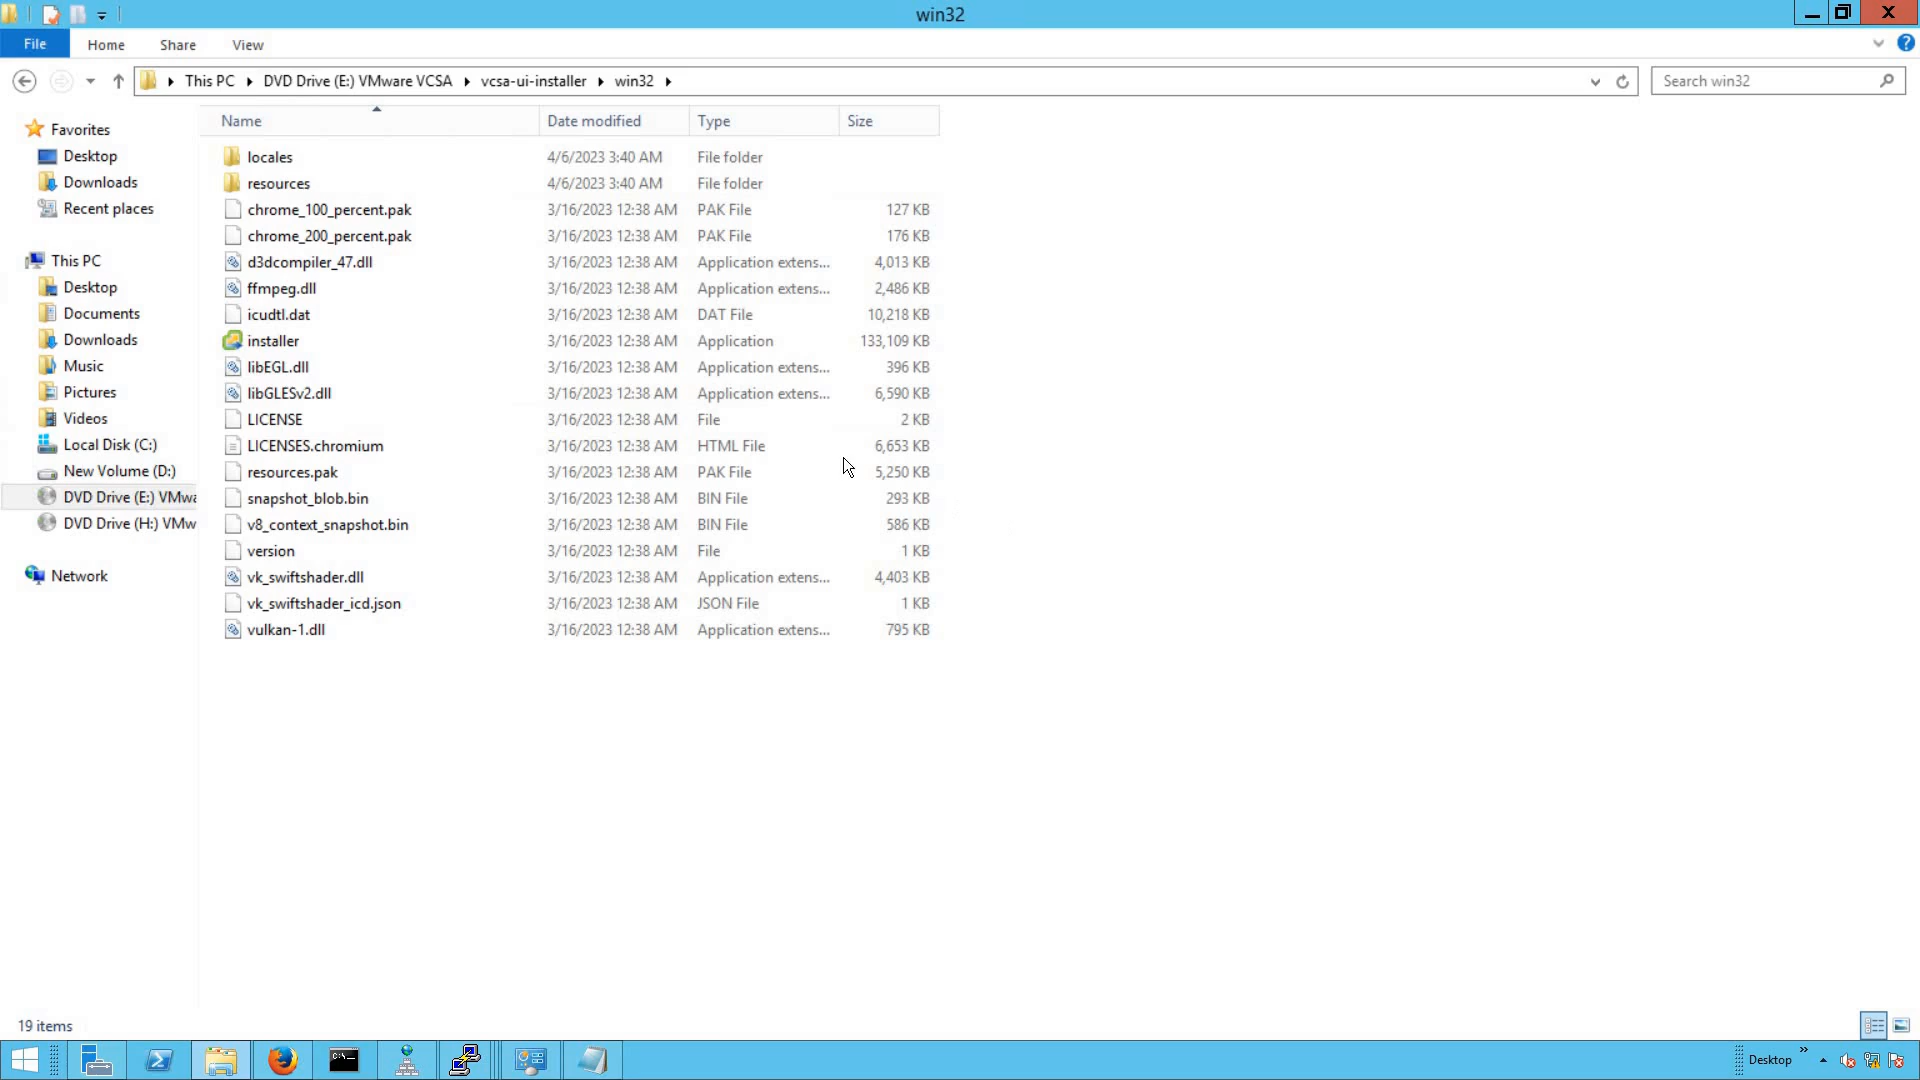 win32
File Home Share View
This PC DVD Drive (E:) VMware VCSA vcsa-ui-installer win32 Search win32
Name Date modified Type Size
Favorites
Desktop
Downloads
Recent places
This PC
Desktop
Documents
Downloads
Music
Pictures
Videos
Local Disk (C:)
New Volume (D:)
DVD Drive (E:) VMwa
DVD Drive (H:) VMw
Network
locales 4/6/2023 3:40 AM File folder
resources 4/6/2023 3:40 AM File folder
chrome_100_percent.pak 3/16/2023 12:38 AM PAK File 127 KB
chrome_200_percent.pak 3/16/2023 12:38 AM PAK File 176 KB
d3dcompiler_47.dll 3/16/2023 12:38 AM Application extens... 4,013 KB
ffmpeg.dll 3/16/2023 12:38 AM Application extens... 2,486 KB
icudtl.dat 3/16/2023 12:38 AM DAT File 10,218 KB
installer 3/16/2023 12:38 AM Application 133,109 KB
libEGL.dll 3/16/2023 12:38 AM Application extens... 396 KB
libGLESv2.dll 3/16/2023 12:38 AM Application extens... 6,590 KB
LICENSE 3/16/2023 12:38 AM File 2 KB
LICENSES.chromium 3/16/2023 12:38 AM HTML File 6,653 KB
resources.pak 3/16/2023 12:38 AM PAK File 5,250 KB
snapshot_blob.bin 3/16/2023 12:38 AM BIN File 293 KB
v8_context_snapshot.bin 3/16/2023 12:38 AM BIN File 586 KB
version 3/16/2023 12:38 AM File 1 KB
vk_swiftshader.dll 3/16/2023 12:38 AM Application extens... 4,403 KB
vk_swiftshader_icd.json 3/16/2023 12:38 AM JSON File 1 KB
vulkan-1.dll 3/16/2023 12:38 AM Application extens... 795 KB
19 items
Desktop